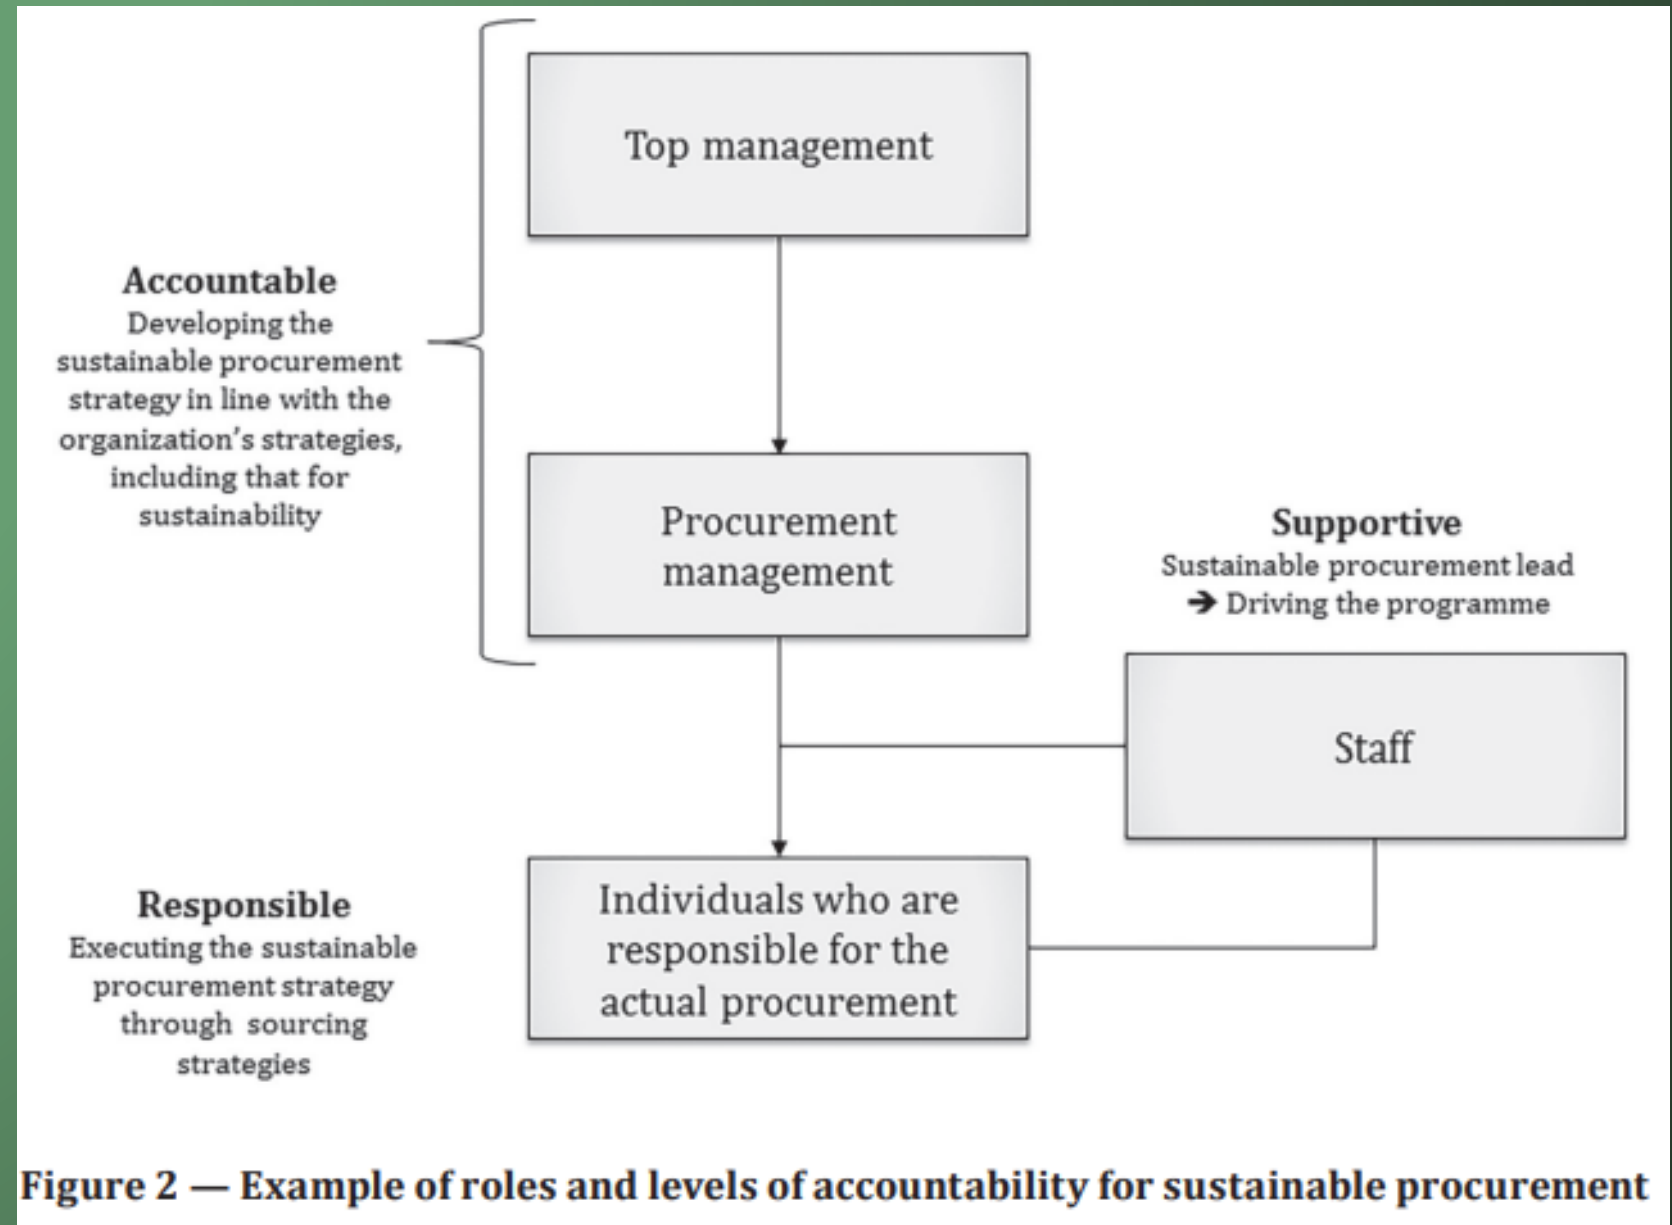 Top management
Accountable
Developing the
sustainable procurement
strategy in line with the
organization's strategies,
including that for
sustainability
Procurement
management
Supportive
Sustainable procurement lead
➔ Driving the programme
Staff
Responsible
Executing the sustainable
procurement strategy
through sourcing
strategies
Individuals who are
responsible for the
actual procurement
Figure 2 — Example of roles and levels of accountability for sustainable procurement